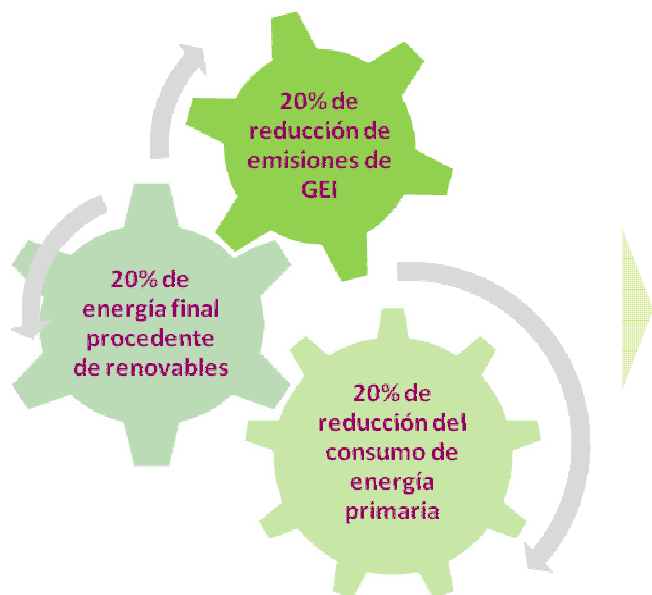 20% de
reducción de
emisiones de
GEI
20% de
energía final
procedente
de renovables
20% de
reducción del
consumo de
energía
primaria